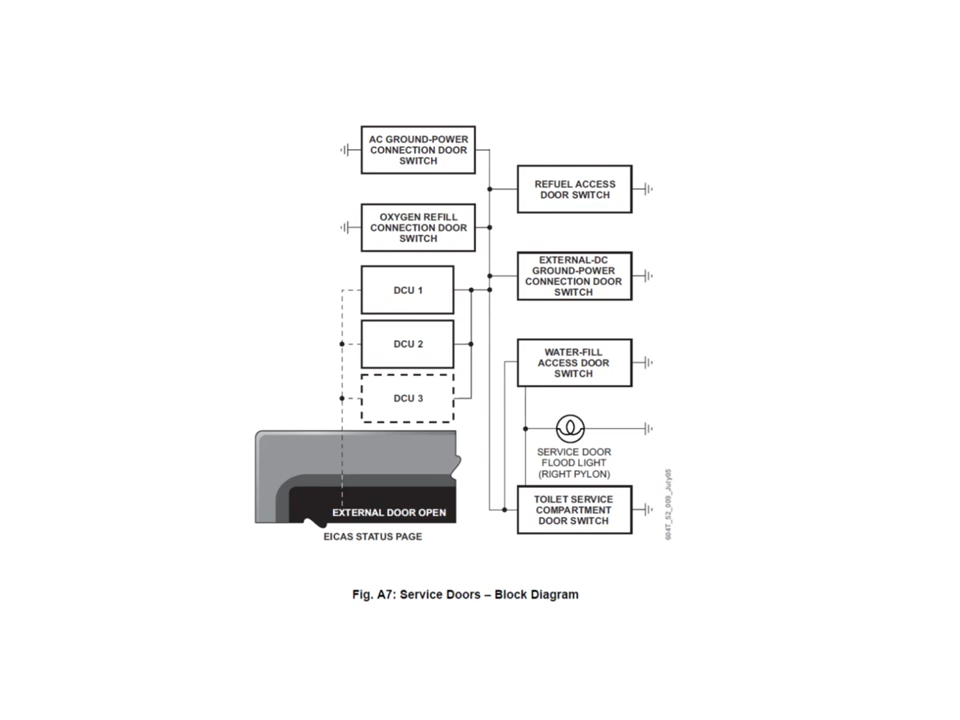 AC GROUND-POWER
CONNECTION DOOR
SWITCH
REFUEL ACCESS
DOOR SWITCH
OXYGEN REFILL
CONNECTION DOOR
SWITCH
EXTERNAL-DC
GROUND-POWER
CONNECTION DOOR
SWITCH
DCU 1
DCU 2
WATER-FILL
ACCESS DOOR
SWITCH
DCU 3
SERVICE DOOR
FLOOD LIGHT
(RIGHT PYLON)
TOILET SERVICE
COMPARTMENT
DOOR SWITCH
EXTERNAL DOOR OPEN
EICAS STATUS PAGE
604T_52_009_July05
Fig. A7: Service Doors – Block Diagram